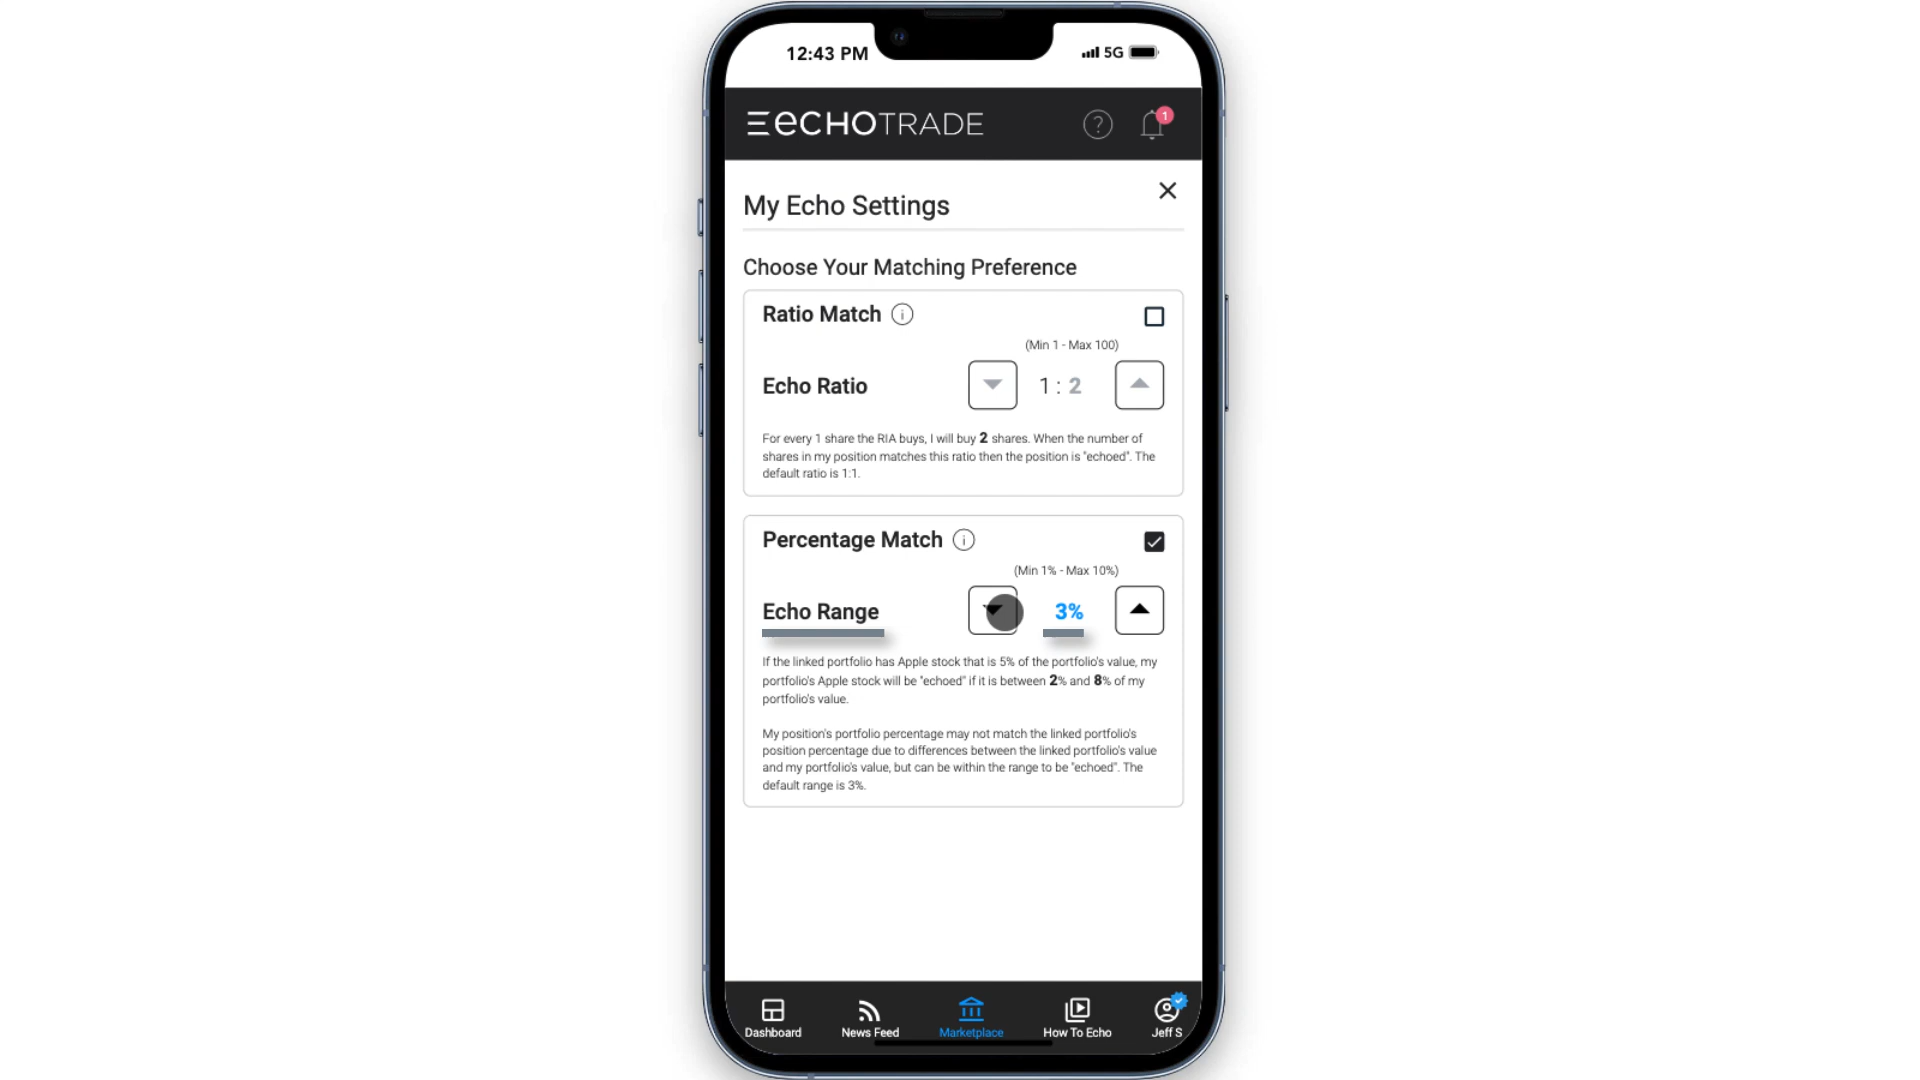 12:43 PM
5G
ECHOTRADE
?
1
My Echo Settings
Choose Your Matching Preference
Ratio Match i
(Min 1 - Max 100)
Echo Ratio
1 : 2
For every 1 share the RIA buys, I will buy 2 shares. When the number of
shares in my position matches this ratio then the position is "echoed". The
default ratio is 1:1.
Percentage Match i
(Min 1% - Max 10%)
Echo Range
3%
If the linked portfolio has Apple stock that is 5% of the portfolio's value, my
portfolio's Apple stock will be "echoed" if it is between 2% and 8% of my
portfolio's value.
My position's portfolio percentage may not match the linked portfolio's
position percentage due to differences between the linked portfolio's value
and my portfolio's value, but can be within the range to be "echoed". The
default range is 3%.
Dashboard
News Feed
Marketplace
How To Echo
Jeff S